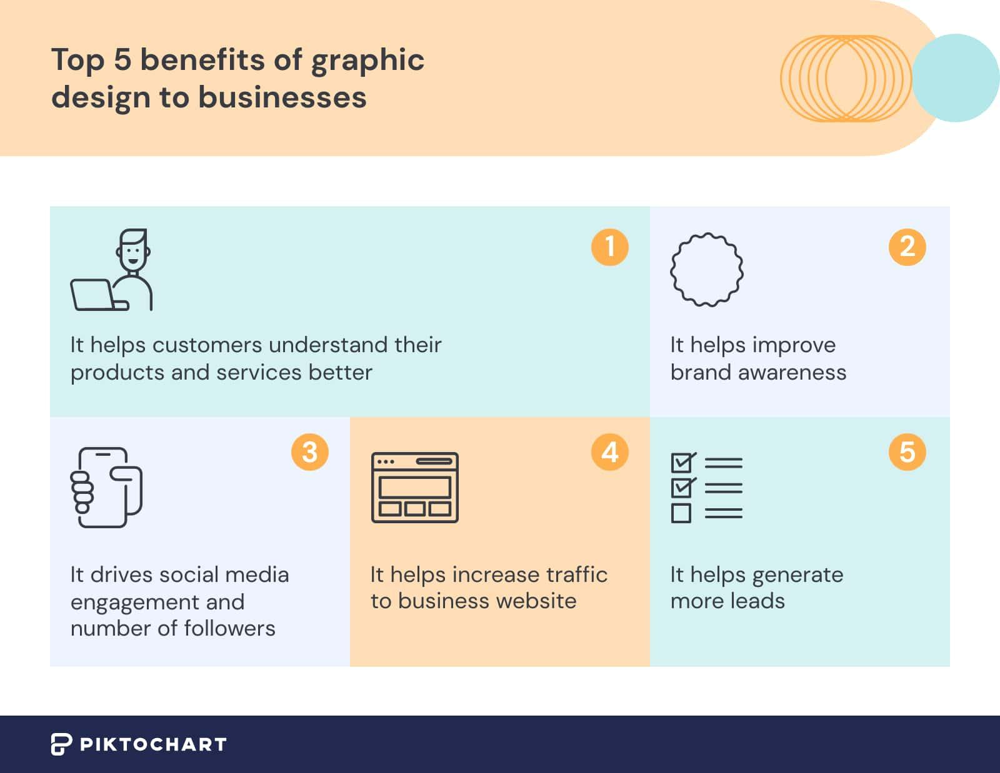 Top 5 benefits of graphic
design to businesses
1
It helps customers understand their
products and services better
2
It helps improve
brand awareness
3
It drives social media
engagement and
number of followers
4
It helps increase traffic
to business website
5
It helps generate
more leads
PIKTOCHART